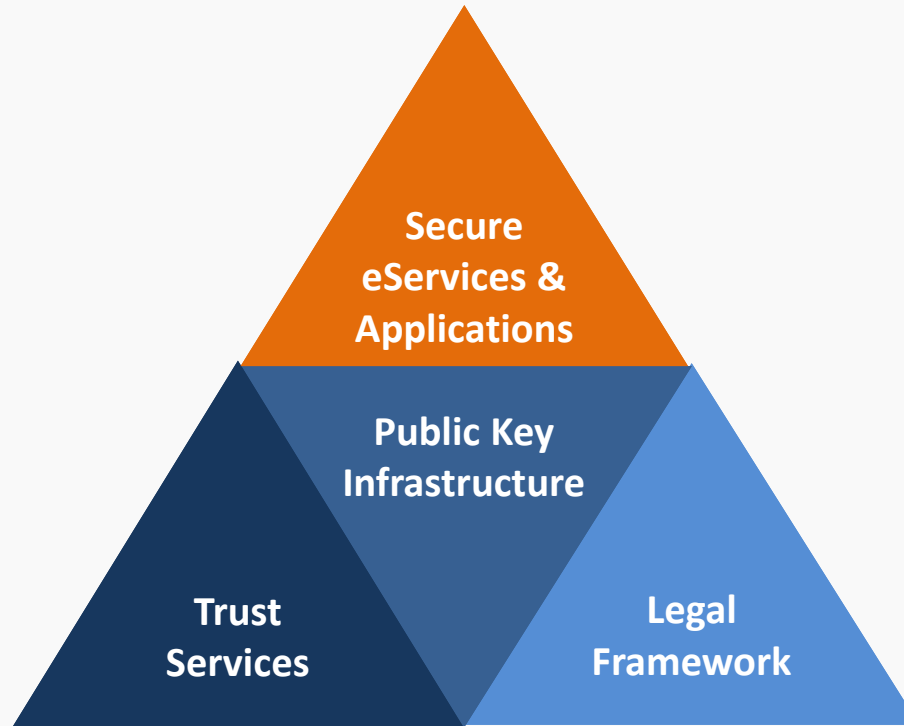 Secure
eServices &
Applications
Public Key
Infrastructure
Trust
Services
Legal
Framework